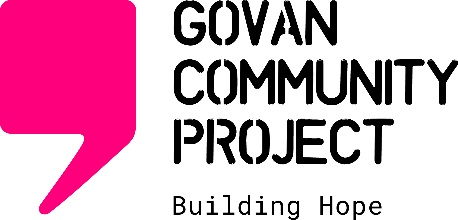 GOVAN
COMMUNITY
PROJECT
Building Hope